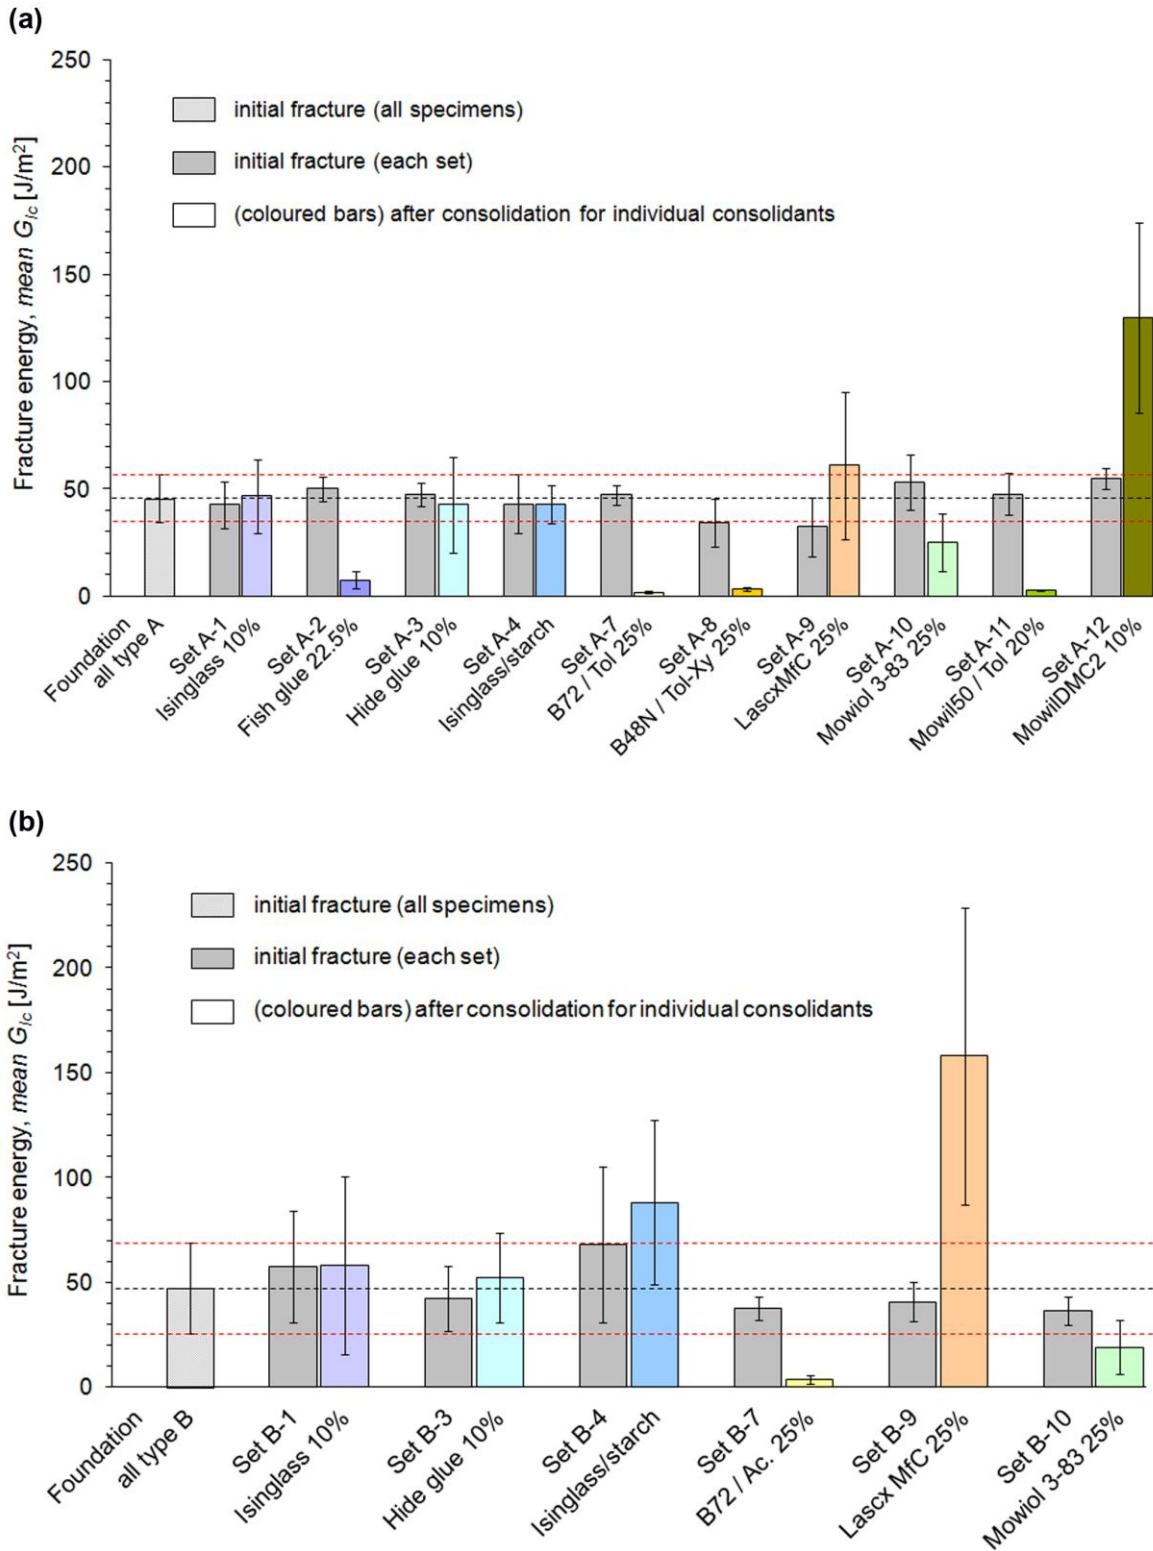 (a)
250
200
150
100
50
0
Fracture energy, mean G_Ic [J/m²]
initial fracture (all specimens)
initial fracture (each set)
(coloured bars) after consolidation for individual consolidants
Foundation
all type A
Set A-1
Isinglass 10%
Set A-2
Fish glue 22.5%
Set A-3
Hide glue 10%
Set A-4
Isinglass/starch
Set A-7
B72 / Tol 25%
Set A-8
B48N / Tol-Xy 25%
Set A-9
LascxMfC 25%
Set A-10
Mowiol 3-83 25%
Set A-11
Mowil50 / Tol 20%
Set A-12
MowilDMC2 10%
(b)
250
200
150
100
50
0
Fracture energy, mean G_Ic [J/m²]
initial fracture (all specimens)
initial fracture (each set)
(coloured bars) after consolidation for individual consolidants
Foundation
all type B
Set B-1
Isinglass 10%
Set B-3
Hide glue 10%
Set B-4
Isinglass/starch
Set B-7
B72 / Ac. 25%
Set B-9
Lascx MfC 25%
Set B-10
Mowiol 3-83 25%